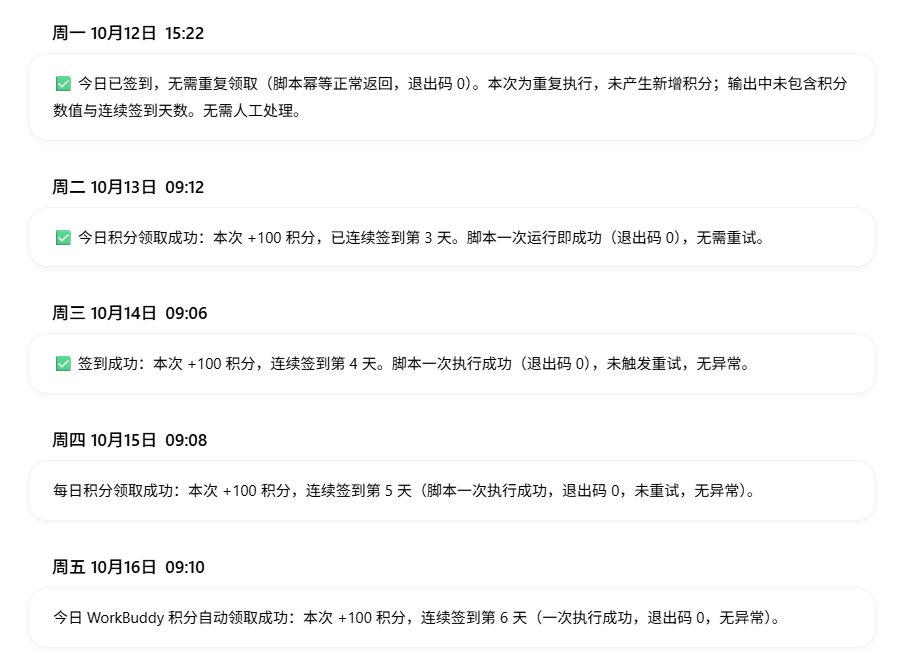 周一 10月12日 15:22
✅ 今日已签到，无需重复领取（脚本幂等正常返回，退出码 0）。本次为重复执行，未产生新增积分；输出中未包含积分
数值与连续签到天数。无需人工处理。
周二 10月13日 09:12
✅ 今日积分领取成功：本次 +100 积分，已连续签到第 3 天。脚本一次运行即成功（退出码 0），无需重试。
周三 10月14日 09:06
✅ 签到成功：本次 +100 积分，连续签到第 4 天。脚本一次执行成功（退出码 0），未触发重试，无异常。
周四 10月15日 09:08
每日积分领取成功：本次 +100 积分，连续签到第 5 天（脚本一次执行成功，退出码 0，未重试，无异常）。
周五 10月16日 09:10
今日 WorkBuddy 积分自动领取成功：本次 +100 积分，连续签到第 6 天（一次执行成功，退出码 0，无异常）。